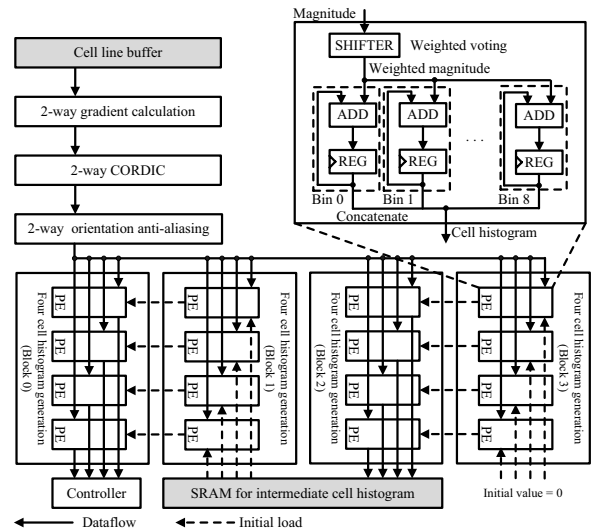 Magnitude
Cell line buffer
SHIFTER
Weighted voting
Weighted magnitude
2-way gradient calculation
ADD
ADD
ADD
. . .
2-way CORDIC
REG
REG
REG
Bin 0
Bin 1
Bin 8
2-way orientation anti-aliasing
Concatenate
Cell histogram
PE
PE
PE
PE
Four cell histogram generation
(Block 0)
PE
PE
PE
PE
Four cell histogram generation
(Block 1)
PE
PE
PE
PE
Four cell histogram generation
(Block 2)
PE
PE
PE
PE
Four cell histogram generation
(Block 3)
Controller
SRAM for intermediate cell histogram
Initial value = 0
Dataflow
Initial load